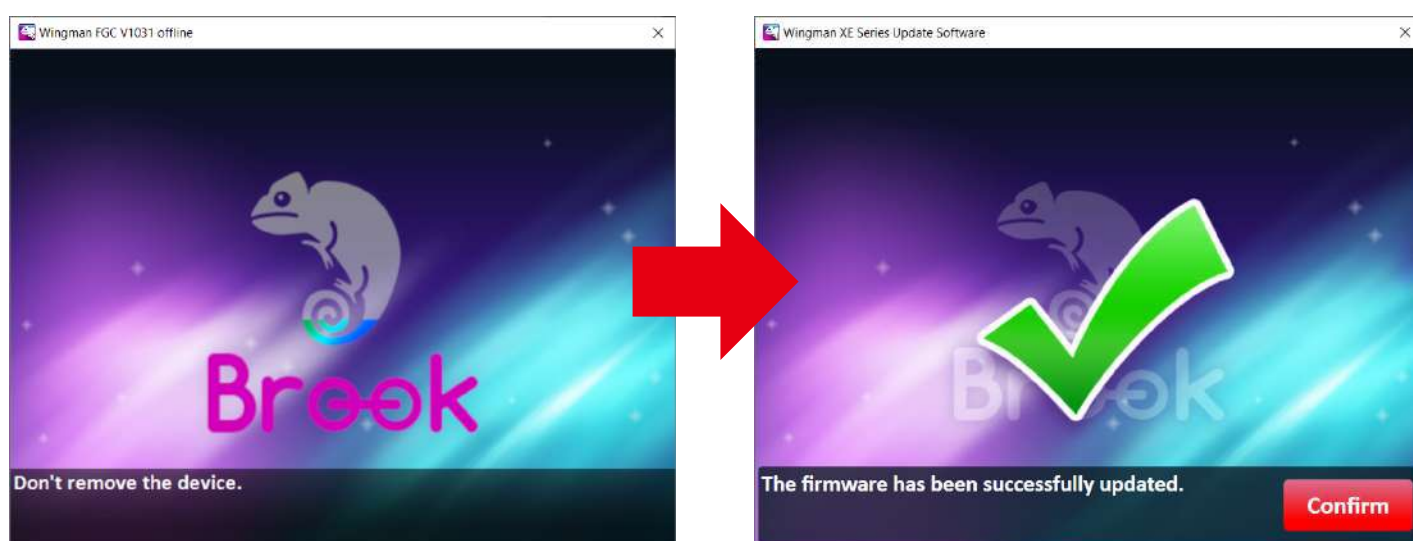 Wingman FGC V1031 offline
Brook
Don't remove the device.
Wingman XE Series Update Software
Brook
The firmware has been successfully updated.
Confirm